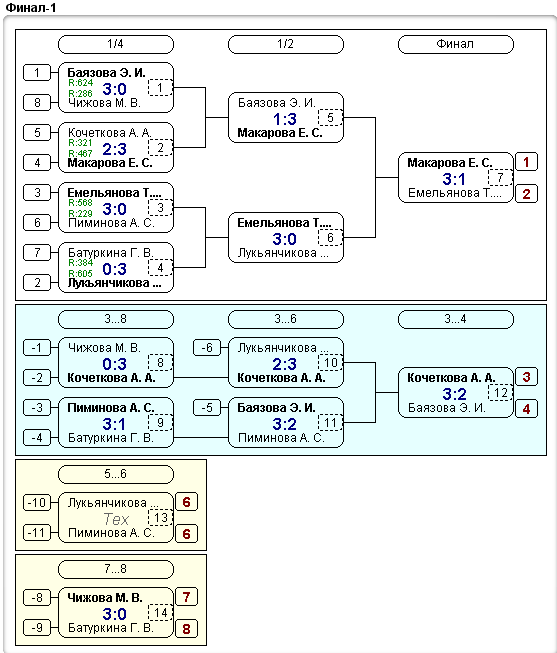 Финал-1
1/4
1/2
Финал
1
Баязова Э. И.
R:624
R:286
3:0
1
8
Чижова М. В.
5
Кочеткова А. А.
R:321
R:467
2:3
2
4
Макарова Е. С.
3
Емельянова Т....
R:568
R:229
3:0
3
6
Пиминова А. С.
7
Батуркина Г. В.
R:384
R:605
0:3
4
2
Лукьянчикова ...
Баязова Э. И.
1:3
5
Макарова Е. С.
Емельянова Т....
3:0
6
Лукьянчикова ...
Макарова Е. С.
1
3:1
7
Емельянова Т....
2
3...8
3...6
3...4
-1
Чижова М. В.
0:3
8
-2
Кочеткова А. А.
-3
Пиминова А. С.
3:1
9
-4
Батуркина Г. В.
-6
Лукьянчикова ...
2:3
10
Кочеткова А. А.
-5
Баязова Э. И.
3:2
11
Пиминова А. С.
Кочеткова А. А.
3
3:2
12
Баязова Э. И.
4
5...6
-10
Лукьянчикова ...
6
Тех
13
-11
Пиминова А. С.
6
7...8
-8
Чижова М. В.
7
3:0
14
-9
Батуркина Г. В.
8